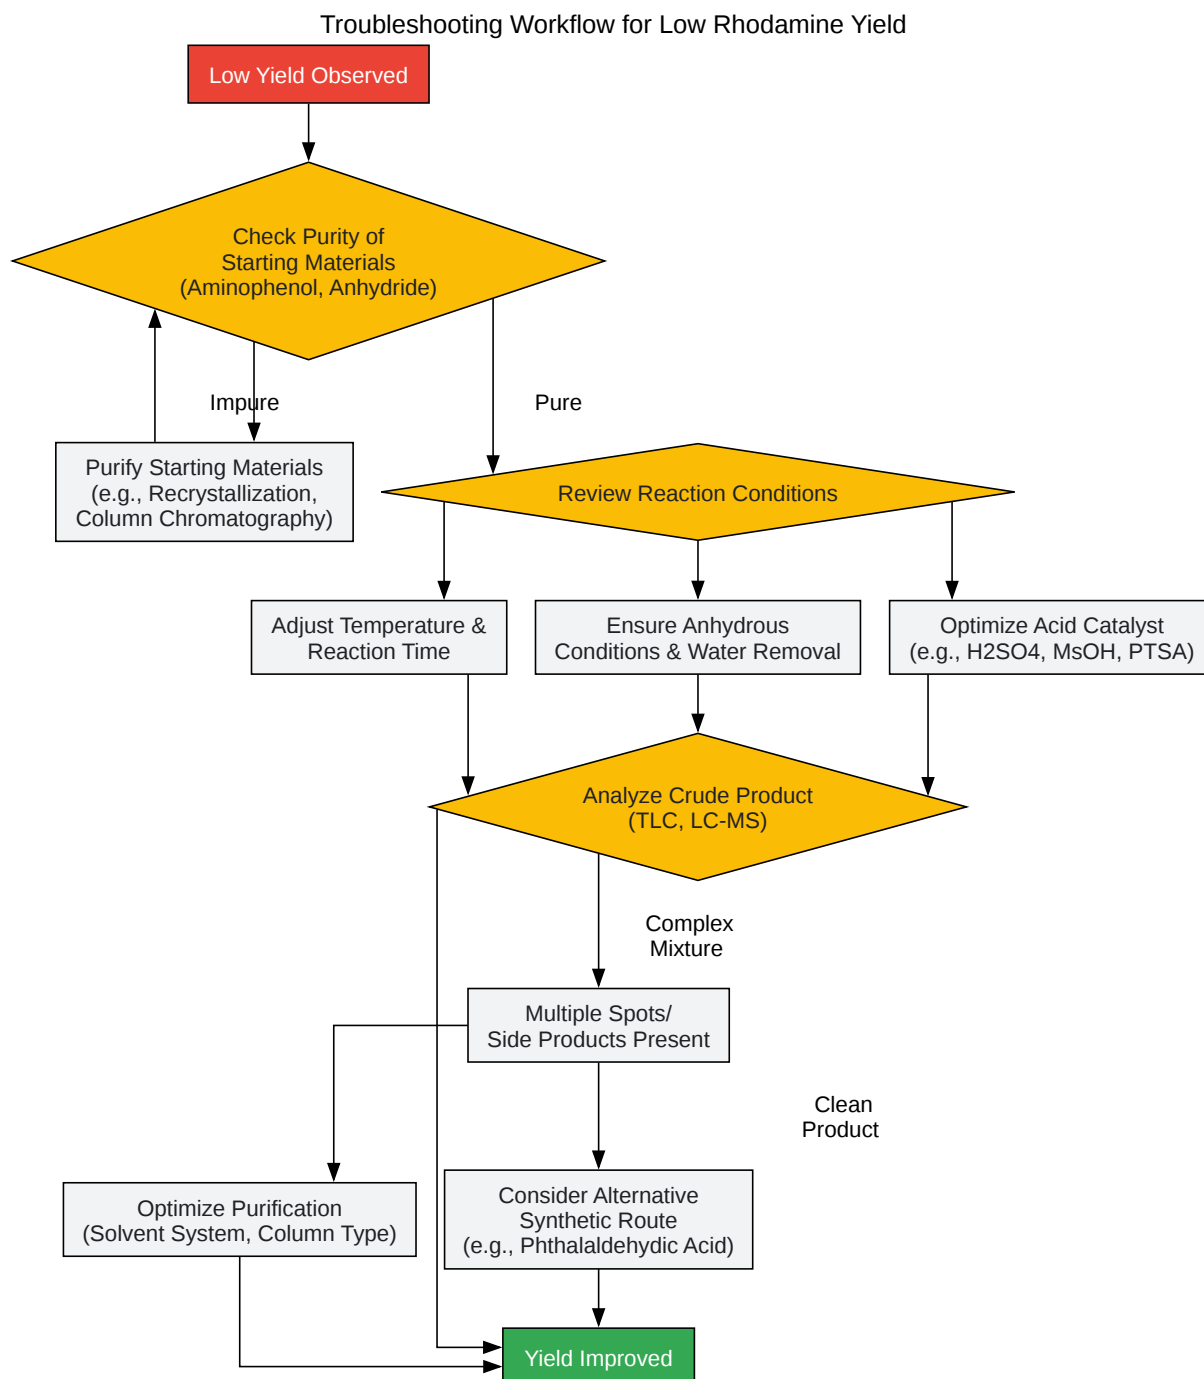 Troubleshooting Workflow for Low Rhodamine Yield
Low Yield Observed
Check Purity of
Starting Materials
(Aminophenol, Anhydride)
Impure
Pure
Purify Starting Materials
(e.g., Recrystallization,
Column Chromatography)
Review Reaction Conditions
Adjust Temperature &
Reaction Time
Ensure Anhydrous
Conditions & Water Removal
Optimize Acid Catalyst
(e.g., H2SO4, MsOH, PTSA)
Analyze Crude Product
(TLC, LC-MS)
Complex
Mixture
Multiple Spots/
Side Products Present
Clean
Product
Optimize Purification
(Solvent System, Column Type)
Consider Alternative
Synthetic Route
(e.g., Phthalaldehydic Acid)
Yield Improved